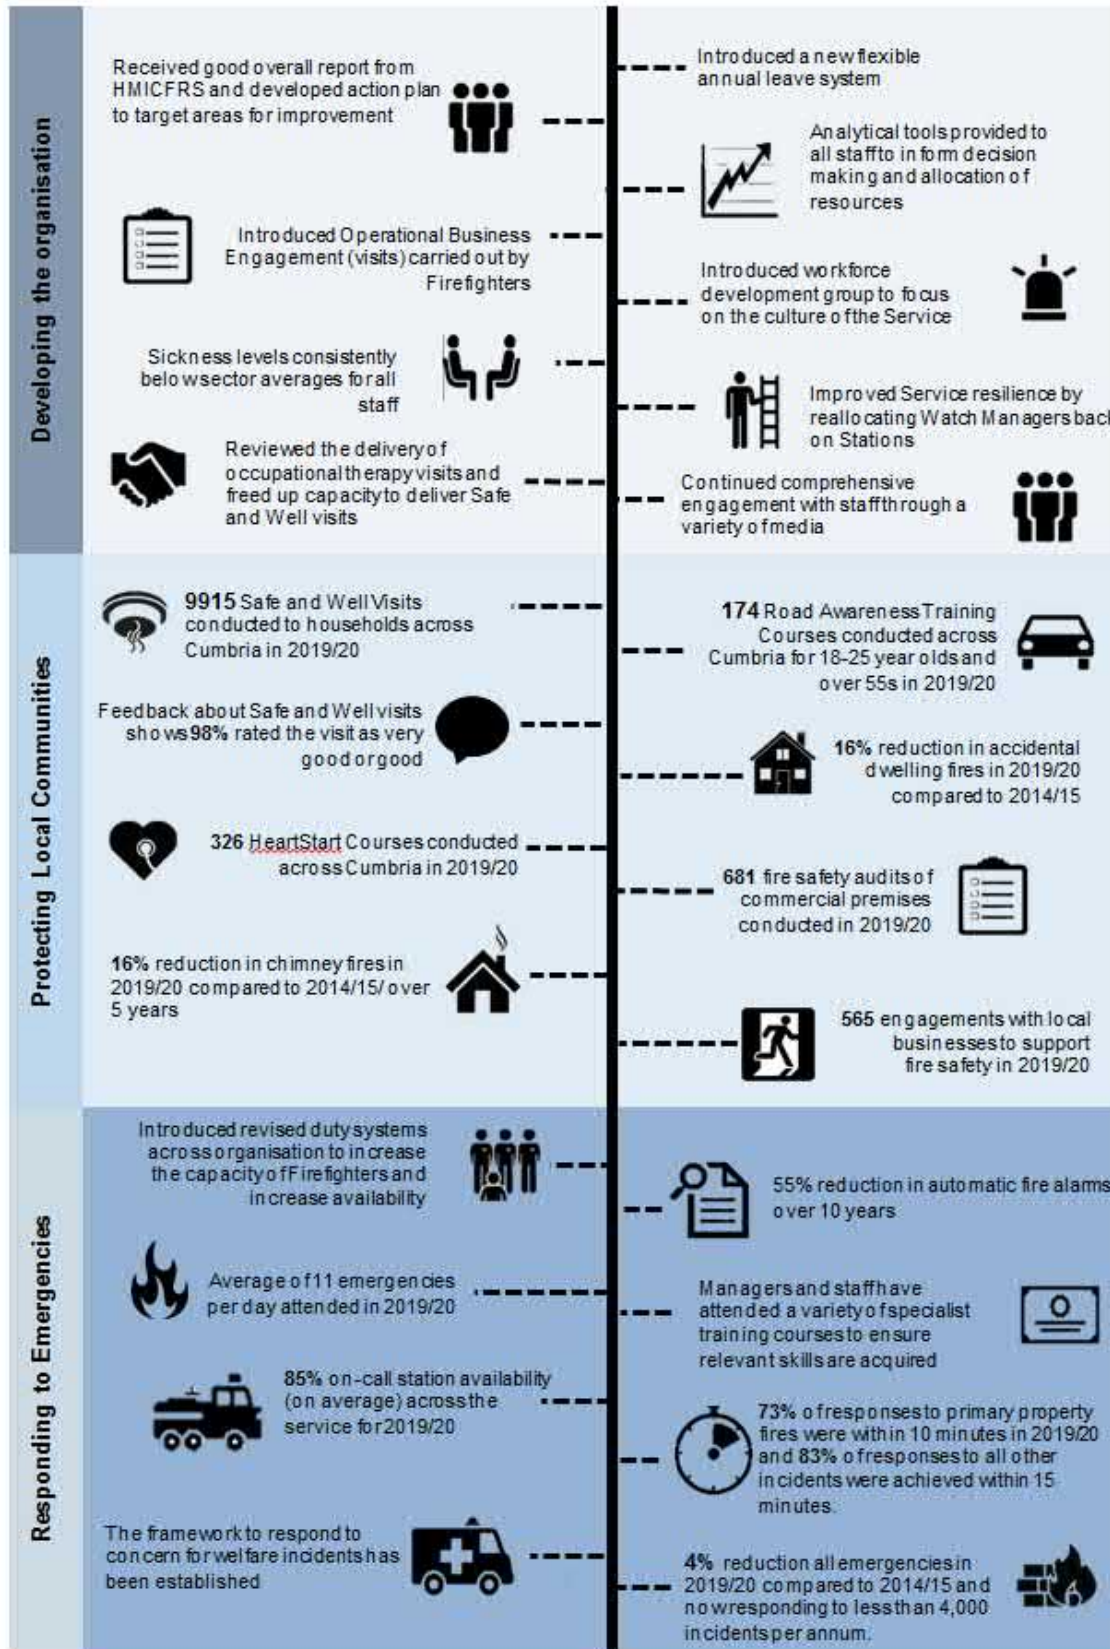 Developing the organisation
Received good overall report from
HMICFRS and developed action plan
to target areas for improvement
Introduced Operational Business
Engagement (visits) carried out by
Firefighters
Sickness levels consistently
below sector averages for all
staff
Reviewed the delivery of
occupational therapy visits and
freed up capacity to deliver Safe
and Well visits
Introduced a new flexible
annual leave system
Analytical tools provided to
all staff to in form decision
making and allocation of
resources
Introduced workforce
development group to focus
on the culture of the Service
Improved Service resilience by
reallocating Watch Managers back
on Stations
Continued comprehensive
engagement with staff through a
variety of media
Protecting Local Communities
9915 Safe and Well Visits
conducted to households across
Cumbria in 2019/20
Feedback about Safe and Well visits
shows 98% rated the visit as very
good or good
326 HeartStart Courses conducted
across Cumbria in 2019/20
16% reduction in chimney fires in
2019/20 compared to 2014/15/ over
5 years
174 Road Awareness Training
Courses conducted across
Cumbria for 18-25 year olds and
over 55s in 2019/20
16% reduction in accidental
dwelling fires in 2019/20
compared to 2014/15
681 fire safety audits of
commercial premises
conducted in 2019/20
565 engagements with local
businesses to support
fire safety in 2019/20
Responding to Emergencies
Introduced revised duty systems
across organisation to increase
the capacity of Firefighters and
increase availability
Average of 11 emergencies
per day attended in 2019/20
85% on-call station availability
(on average) across the
service for 2019/20
The framework to respond to
concern for welfare incidents has
been established
55% reduction in automatic fire alarms
over 10 years
Managers and staff have
attended a variety of specialist
training courses to ensure
relevant skills are acquired
73% of responses to primary property
fires were within 10 minutes in 2019/20
and 83% of responses to all other
incidents were achieved within 15
minutes.
4% reduction all emergencies in
2019/20 compared to 2014/15 and
now responding to less than 4,000
incidents per annum.